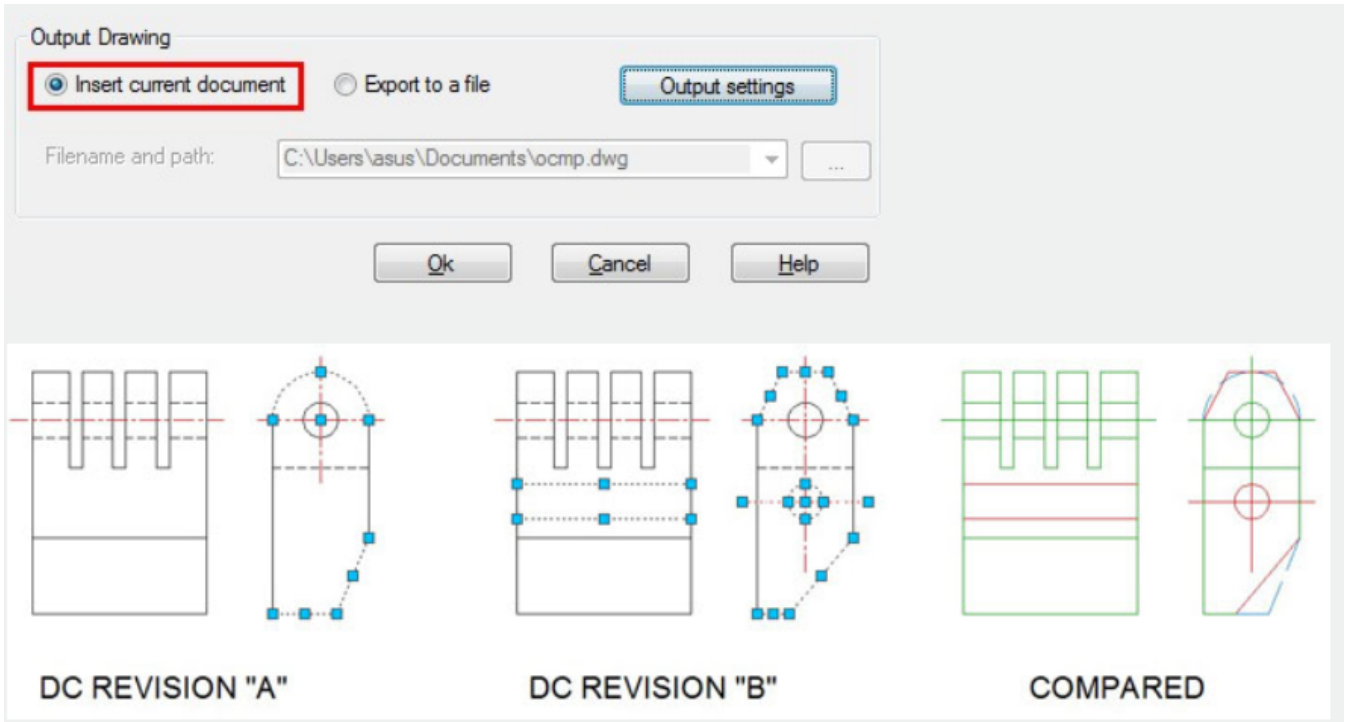 Output Drawing
Insert current document Export to a file Output settings
Filename and path: C:\Users\asus\Documents\ocmp.dwg ...
Ok Cancel Help
DC REVISION "A" DC REVISION "B" COMPARED